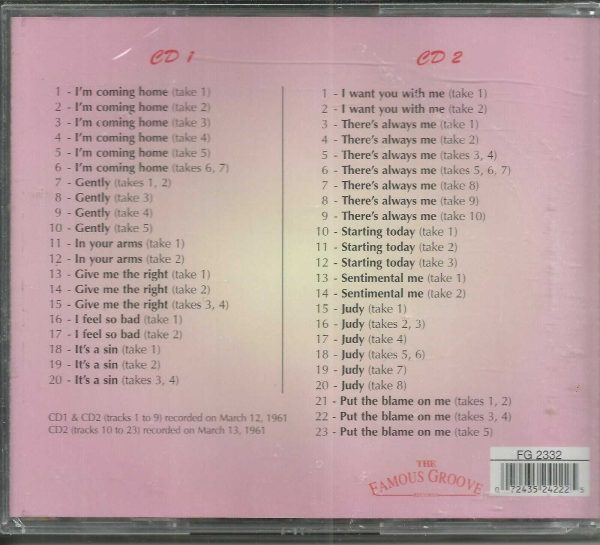 CD 1
1 - I'm coming home (take 1)
2 - I'm coming home (take 2)
3 - I'm coming home (take 3)
4 - I'm coming home (take 4)
5 - I'm coming home (take 5)
6 - I'm coming home (takes 6, 7)
7 - Gently (takes 1, 2)
8 - Gently (take 3)
9 - Gently (take 4)
10 - Gently (take 5)
11 - In your arms (take 1)
12 - In your arms (take 2)
13 - Give me the right (take 1)
14 - Give me the right (take 2)
15 - Give me the right (takes 3, 4)
16 - I feel so bad (take 1)
17 - I feel so bad (take 2)
18 - It's a sin (take 1)
19 - It's a sin (take 2)
20 - It's a sin (takes 3, 4)
CD1 & CD2 (tracks 1 to 9) recorded on March 12, 1961
CD2 (tracks 10 to 23) recorded on March 13, 1961
CD 2
1 - I want you with me (take 1)
2 - I want you with me (take 2)
3 - There's always me (take 1)
4 - There's always me (take 2)
5 - There's always me (takes 3, 4)
6 - There's always me (takes 5, 6, 7)
7 - There's always me (take 8)
8 - There's always me (take 9)
9 - There's always me (take 10)
10 - Starting today (take 1)
11 - Starting today (take 2)
12 - Starting today (take 3)
13 - Sentimental me (take 1)
14 - Sentimental me (take 2)
15 - Judy (take 1)
16 - Judy (takes 2, 3)
17 - Judy (take 4)
18 - Judy (takes 5, 6)
19 - Judy (take 7)
20 - Judy (take 8)
21 - Put the blame on me (takes 1, 2)
22 - Put the blame on me (takes 3, 4)
23 - Put the blame on me (take 5)
THE
FAMOUS GROOVE
RECORDS
FG 2332
0 72435 24222 5